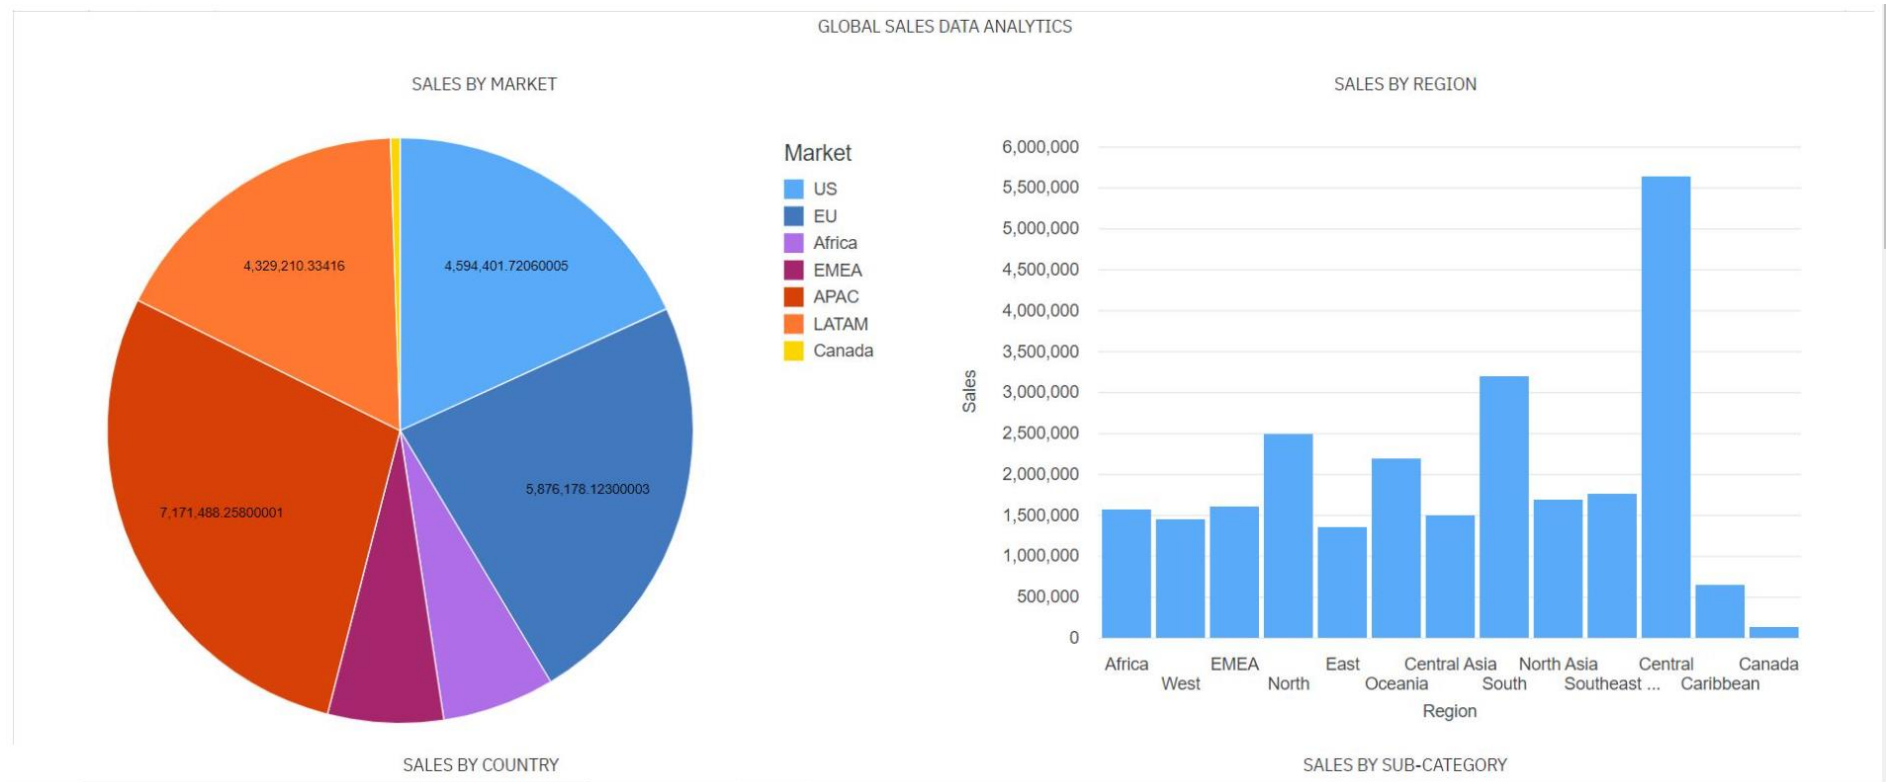 GLOBAL SALES DATA ANALYTICS
SALES BY MARKET
4,329,210.33416
4,594,401.72060005
5,876,178.12300003
7,171,488.25800001
Market
US
EU
Africa
EMEA
APAC
LATAM
Canada
SALES BY REGION
6,000,000
5,500,000
5,000,000
4,500,000
4,000,000
3,500,000
3,000,000
2,500,000
2,000,000
1,500,000
1,000,000
500,000
0
Sales
Africa
West
EMEA
North
East
Oceania
Central Asia
South
North Asia
Southeast ...
Central
Caribbean
Canada
Region
SALES BY COUNTRY
SALES BY SUB-CATEGORY